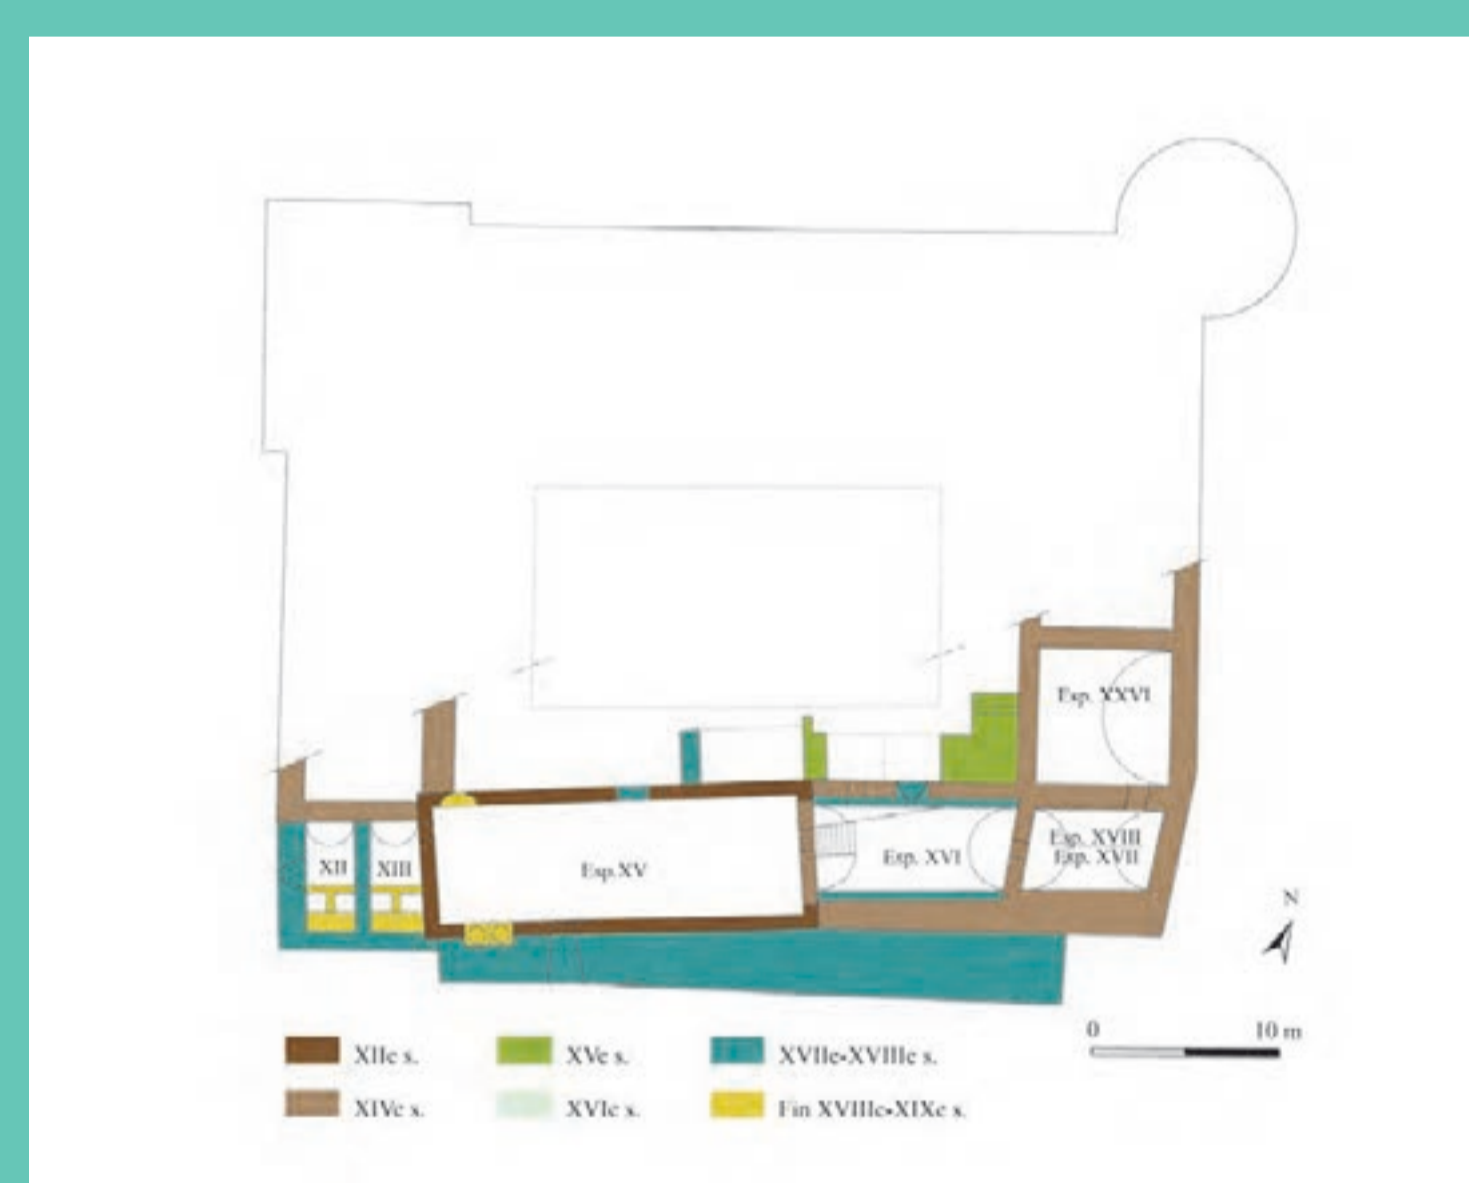 Esp. XXVI
Esp. XVIII
Esp. XVII
Esp. XVI
Esp.XV
XII
XIII
N
0 10 m
XIIe s.
XVe s.
XVIIe-XVIIIe s.
XIVe s.
XVIe s.
Fin XVIIIe-XIXe s.